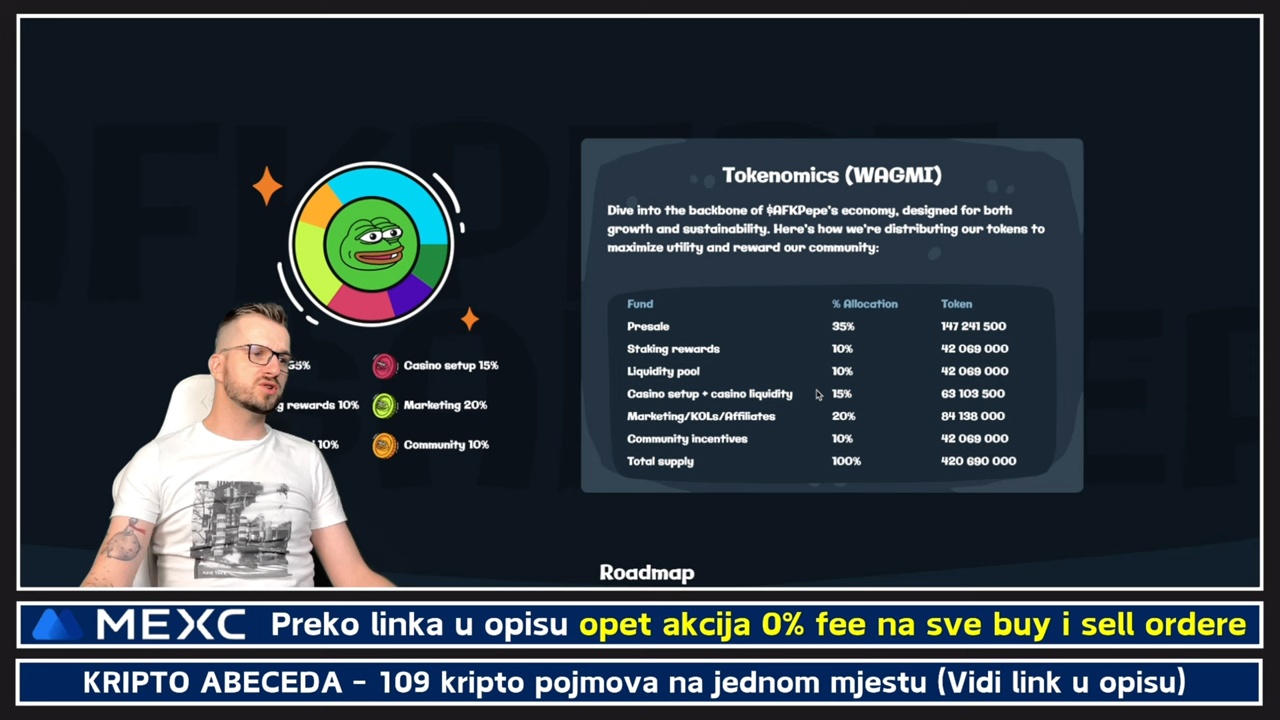 Tokenomics (WAGMI)
Dive into the backbone of $AFKPepe's economy, designed for both
growth and sustainability. Here's how we're distributing our tokens to
maximize utility and reward our community:
Fund % Allocation Token
Presale 35% 147 241 500
Staking rewards 10% 42 069 000
Liquidity pool 10% 42 069 000
Casino setup + casino liquidity 15% 63 103 500
Marketing/KOLs/Affiliates 20% 84 138 000
Community incentives 10% 42 069 000
Total supply 100% 420 690 000
35% Casino setup 15%
g rewards 10% Marketing 20%
10% Community 10%
Roadmap
MEXC Preko linka u opisu opet akcija 0% fee na sve buy i sell ordere
KRIPTO ABECEDA - 109 kripto pojmova na jednom mjestu (Vidi link u opisu)